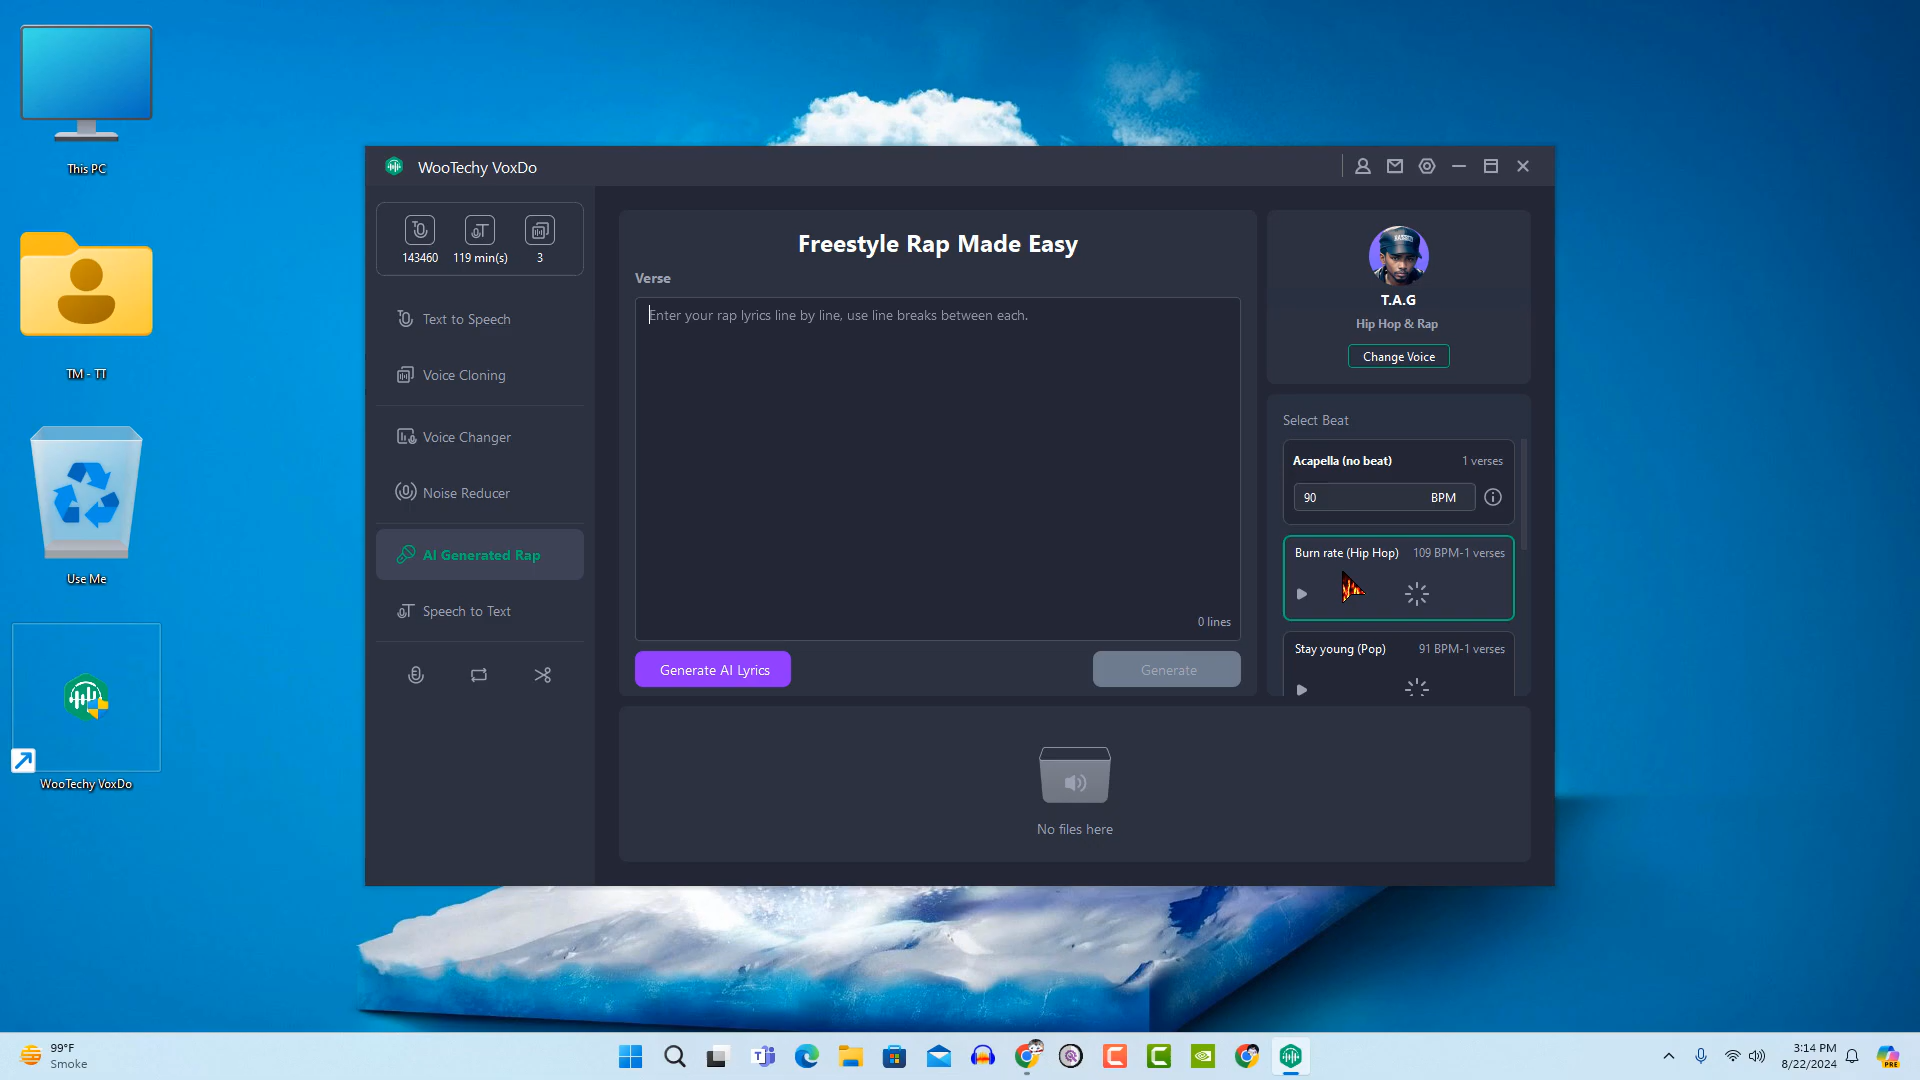 This PC
TM - TT
Use Me
WooTechy VoxDo
WooTechy VoxDo
143460
119 min(s)
3
Text to Speech
Voice Cloning
Voice Changer
Noise Reducer
AI Generated Rap
Speech to Text
Freestyle Rap Made Easy
Verse
Enter your rap lyrics line by line, use line breaks between each.
0 lines
Generate AI Lyrics
Generate
T.A.G
Hip Hop & Rap
Change Voice
Select Beat
Acapella (no beat) 1 verses
90 BPM
Burn rate (Hip Hop) 109 BPM-1 verses
Stay young (Pop) 91 BPM-1 verses
No files here
99°F
Smoke
3:14 PM
8/22/2024
PRE